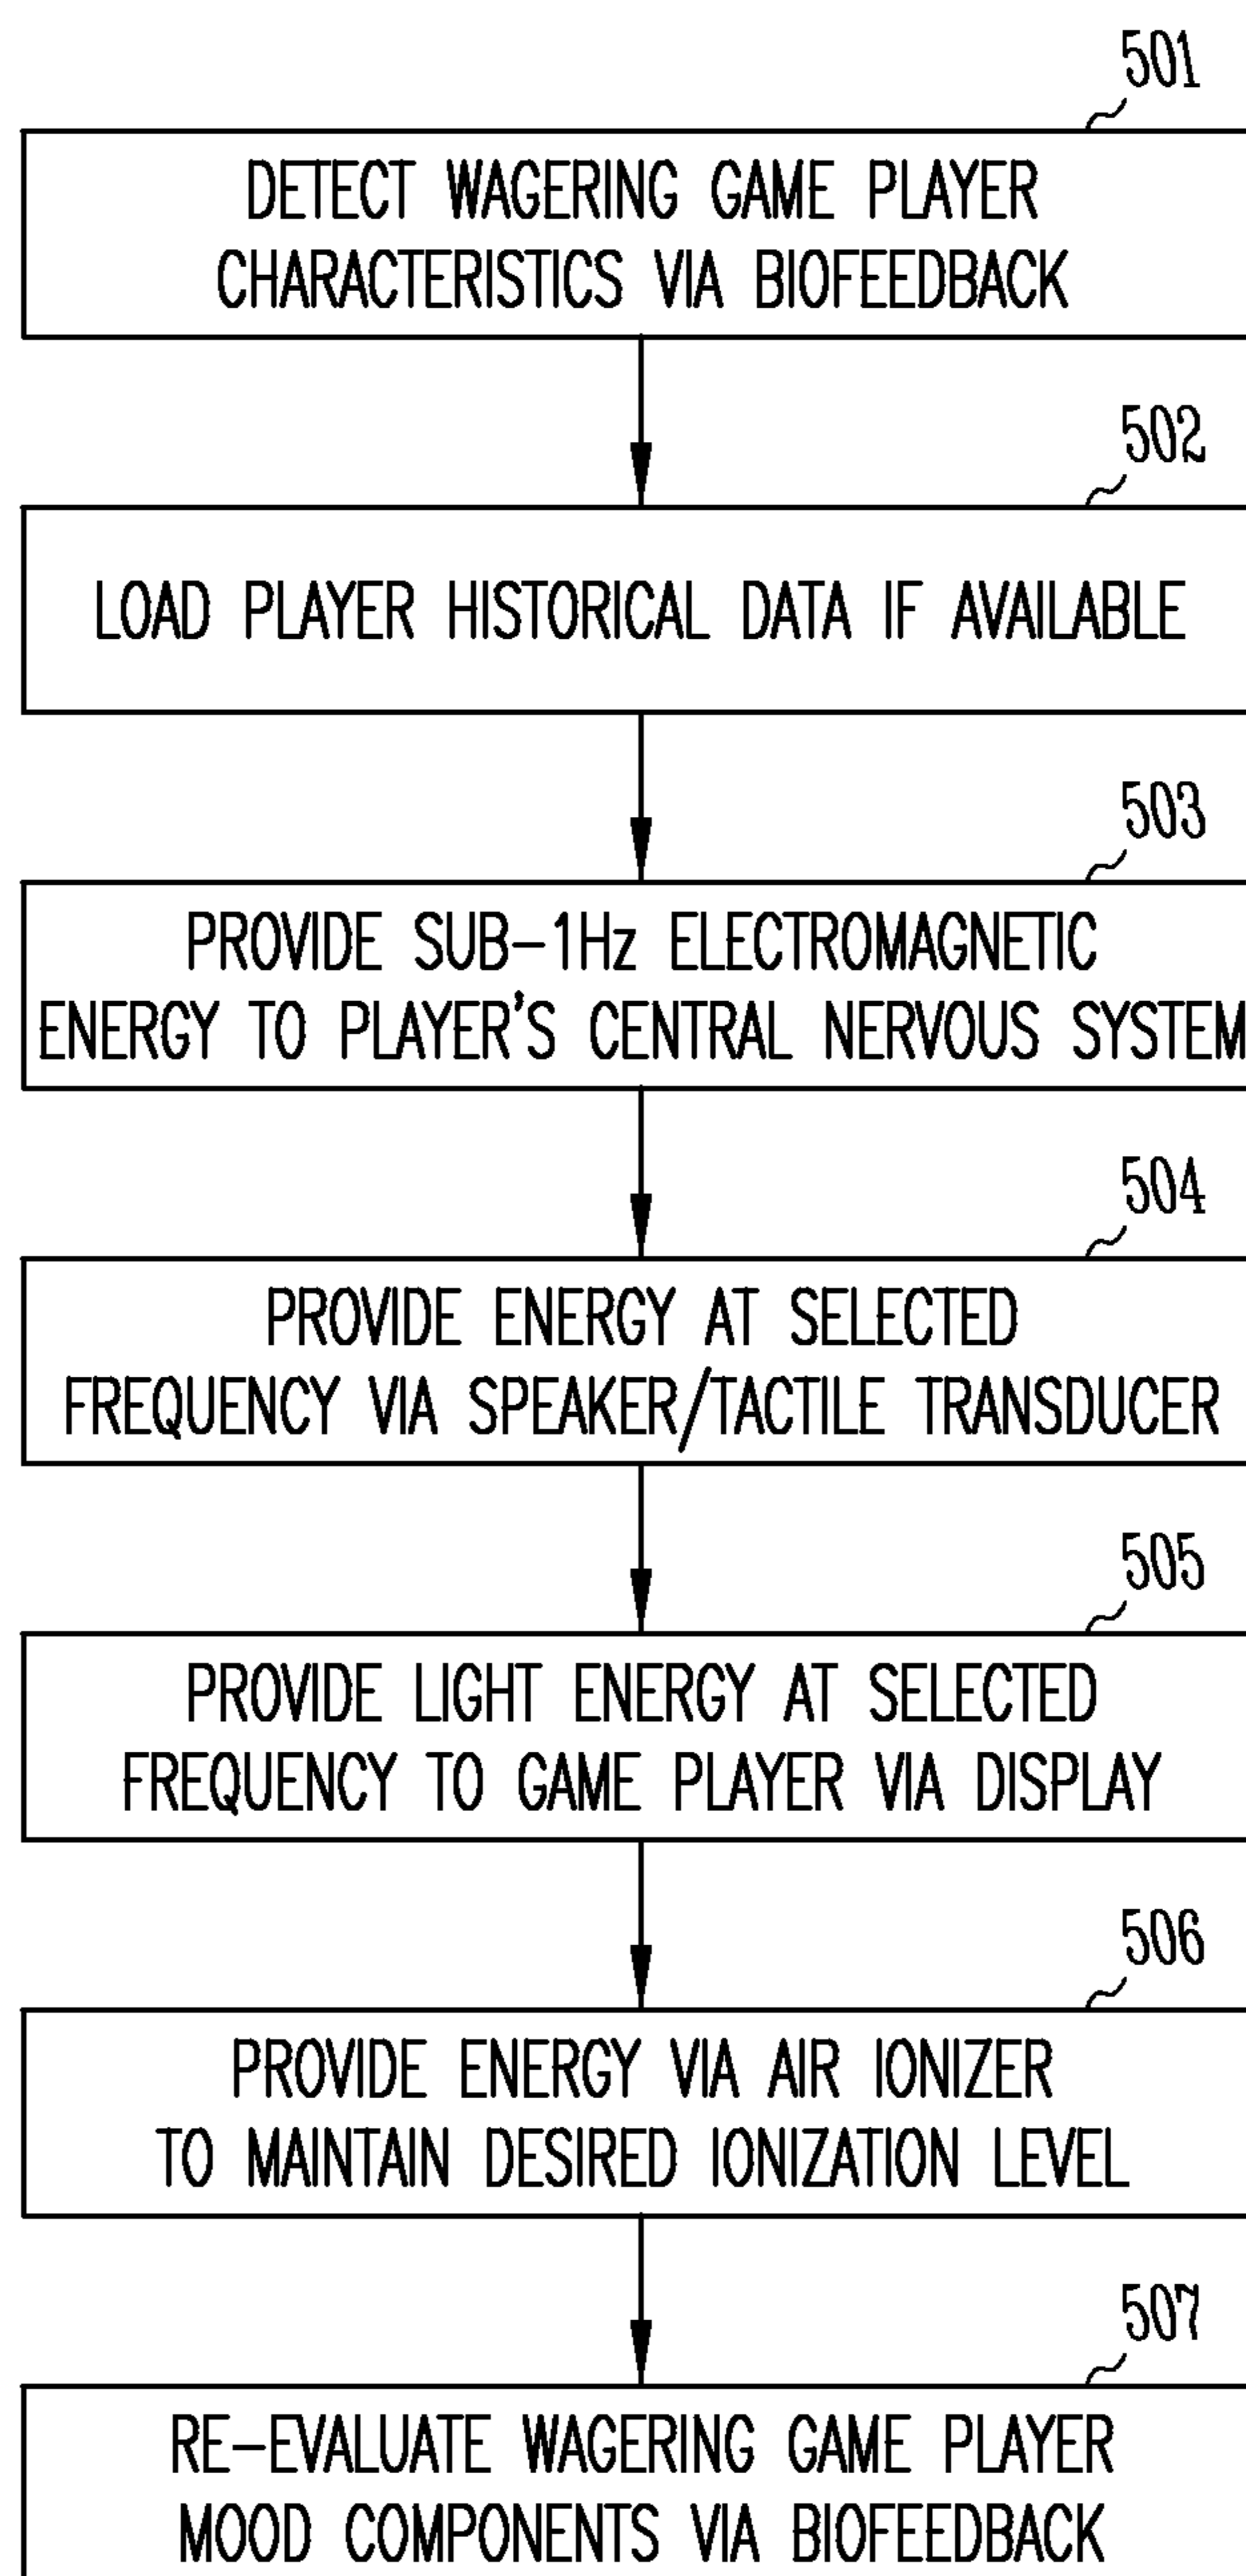 501
DETECT WAGERING GAME PLAYER
CHARACTERISTICS VIA BIOFEEDBACK
502
LOAD PLAYER HISTORICAL DATA IF AVAILABLE
503
PROVIDE SUB-1Hz ELECTROMAGNETIC
ENERGY TO PLAYER'S CENTRAL NERVOUS SYSTEM
504
PROVIDE ENERGY AT SELECTED
FREQUENCY VIA SPEAKER/TACTILE TRANSDUCER
505
PROVIDE LIGHT ENERGY AT SELECTED
FREQUENCY TO GAME PLAYER VIA DISPLAY
506
PROVIDE ENERGY VIA AIR IONIZER
TO MAINTAIN DESIRED IONIZATION LEVEL
507
RE-EVALUATE WAGERING GAME PLAYER
MOOD COMPONENTS VIA BIOFEEDBACK